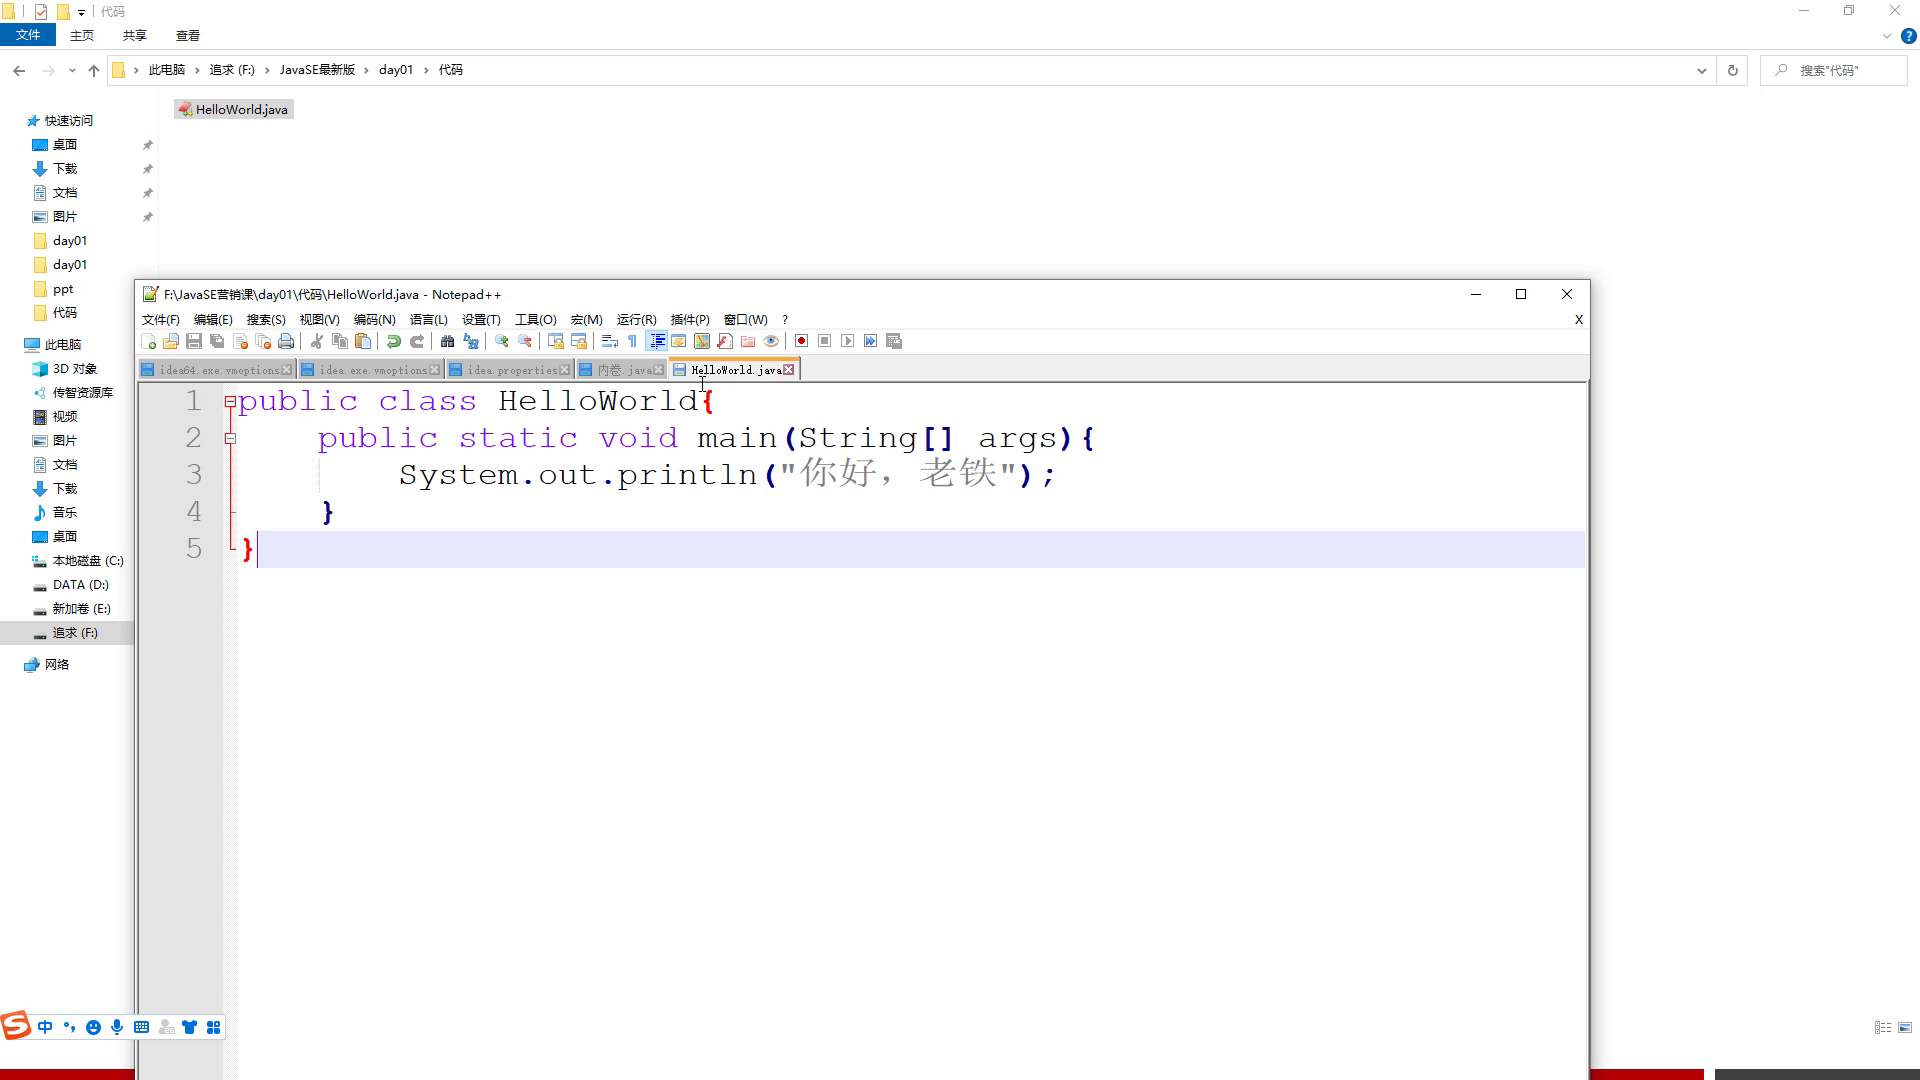 代码
文件 主页 共享 查看
此电脑 追求 (F:) JavaSE最新版 day01 代码
搜索"代码"
快速访问
桌面
下载
文档
图片
day01
day01
ppt
代码
此电脑
3D 对象
传智资源库
视频
图片
文档
下载
音乐
桌面
本地磁盘 (C:)
DATA (D:)
新加卷 (E:)
追求 (F:)
网络
HelloWorld.java
F:\JavaSE营销课\day01\代码\HelloWorld.java - Notepad++
文件(F) 编辑(E) 搜索(S) 视图(V) 编码(N) 语言(L) 设置(T) 工具(O) 宏(M) 运行(R) 插件(P) 窗口(W) ? X
idea64.exe.vmoptions idea.exe.vmoptions idea.properties 内卷.java HelloWorld.java
1 public class HelloWorld{
2 public static void main(String[] args){
3 System.out.println("你好，老铁");
4 }
5 }
中